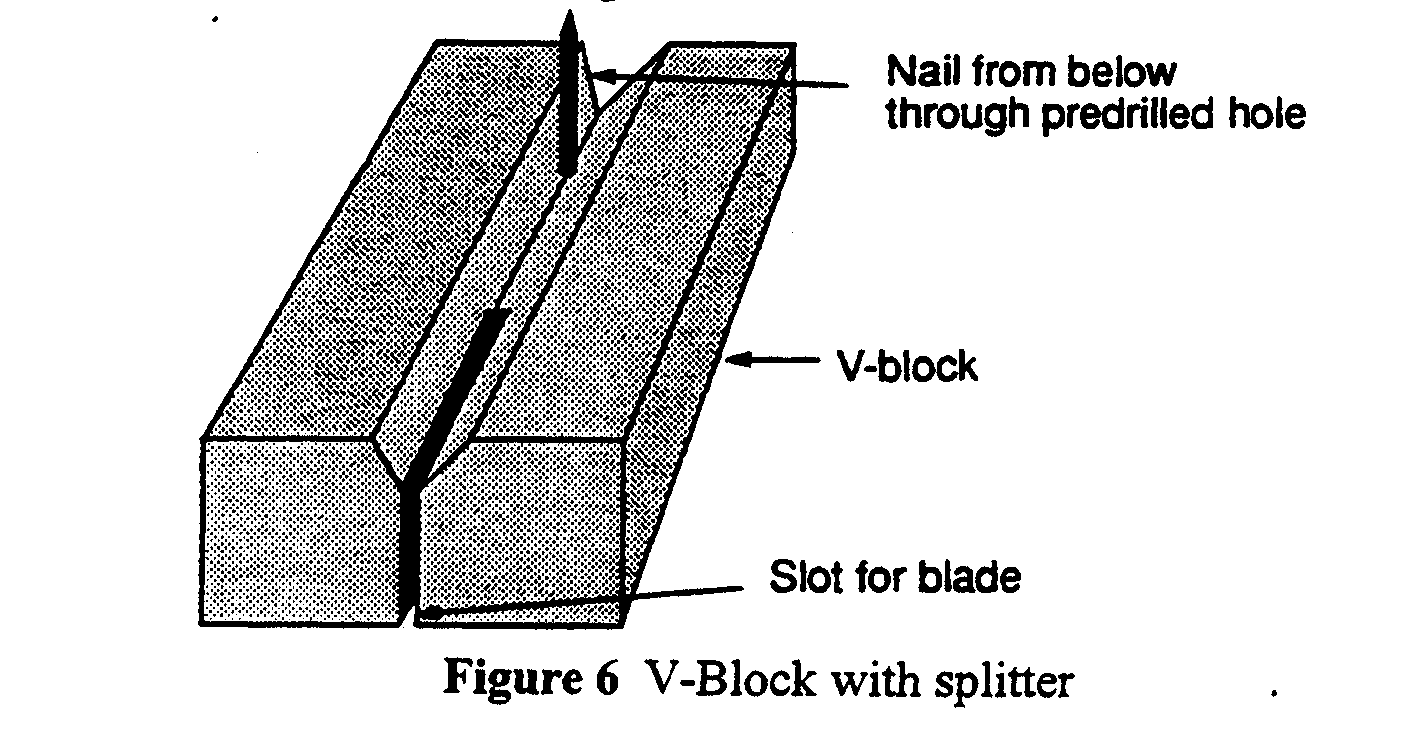 Nail from below
through predrilled hole
V-block
Slot for blade
Figure 6 V-Block with splitter